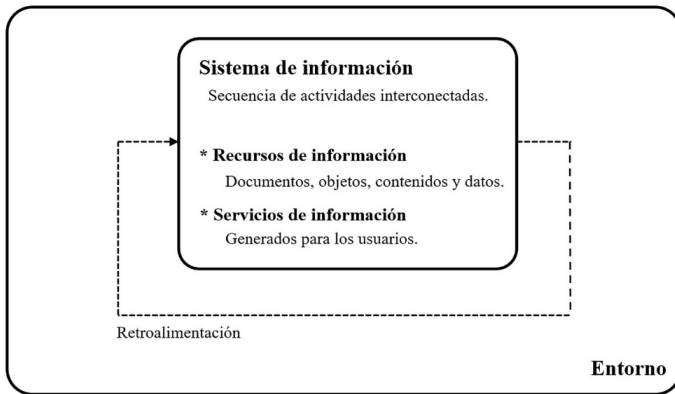 Sistema de información
Secuencia de actividades interconectadas.
* Recursos de información
Documentos, objetos, contenidos y datos.
* Servicios de información
Generados para los usuarios.
Retroalimentación
Entorno